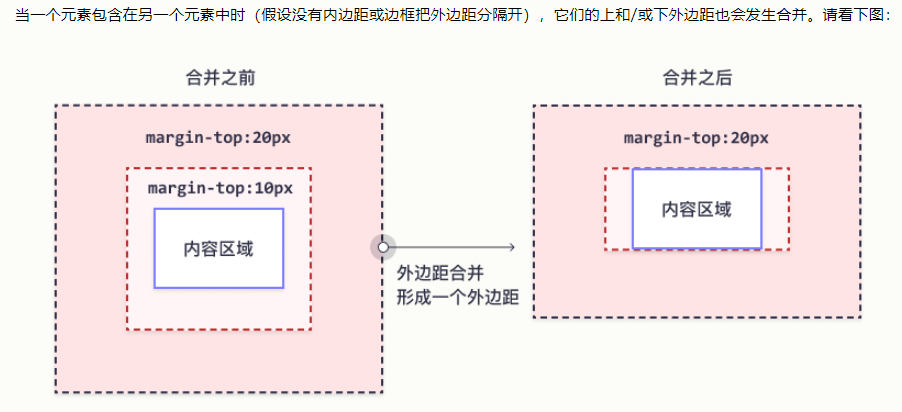 当一个元素包含在另一个元素中时（假设没有内边距或边框把外边距分隔开），它们的上和/或下外边距也会发生合并。请看下图：
合并之前
合并之后
margin-top:20px
margin-top:20px
margin-top:10px
内容区域
内容区域
外边距合并
形成一个外边距